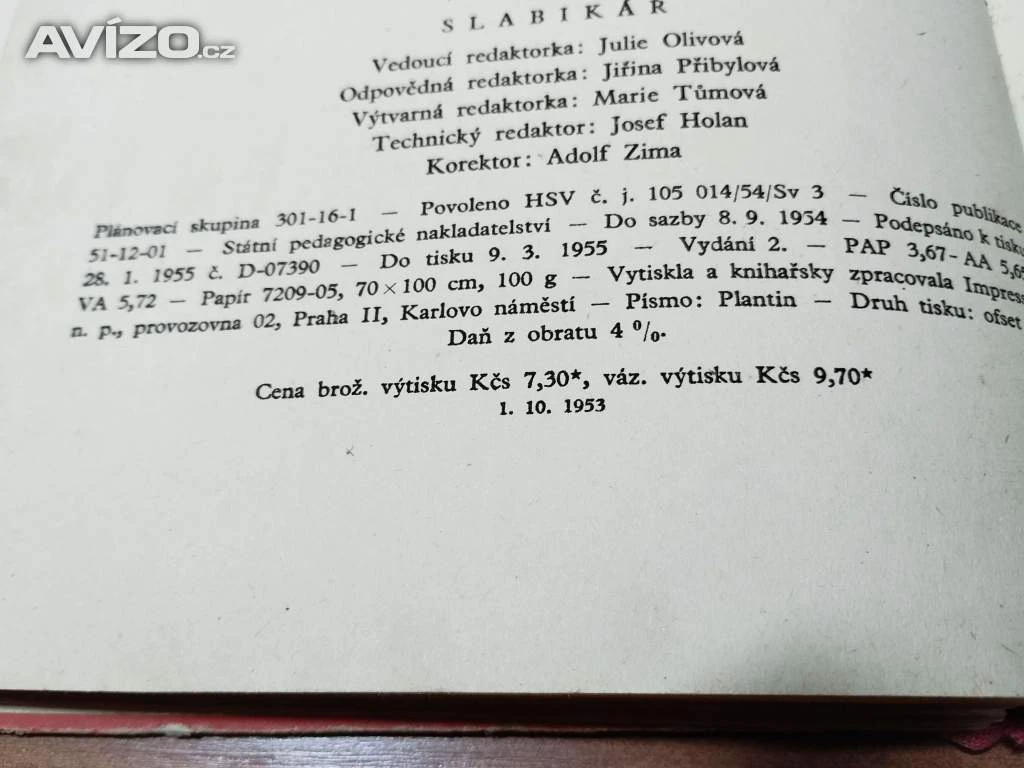 AVÍZO.cz
SLABIKÁŘ
Vedoucí redaktorka: Julie Olivová
Odpovědná redaktorka: Jiřina Přibylová
Výtvarná redaktorka: Marie Tůmová
Technický redaktor: Josef Holan
Korektor: Adolf Zima
Plánovací skupina 301-16-1 — Povoleno HSV č. j. 105 014/54/Sv 3 — Číslo publikace
51-12-01 — Státní pedagogické nakladatelství — Do sazby 8. 9. 1954 — Podepsáno k tisku
28. 1. 1955 č. D-07390 — Do tisku 9. 3. 1955 — Vydání 2. — PAP 3,67 - AA 5,65
VA 5,72 — Papír 7209-05, 70 × 100 cm, 100 g — Vytiskla a knihařsky zpracovala Impress
n. p., provozovna 02, Praha II, Karlovo náměstí — Písmo: Plantin — Druh tisku: ofset
Daň z obratu 4 %.
Cena brož. výtisku Kčs 7,30*, váz. výtisku Kčs 9,70*
1. 10. 1953